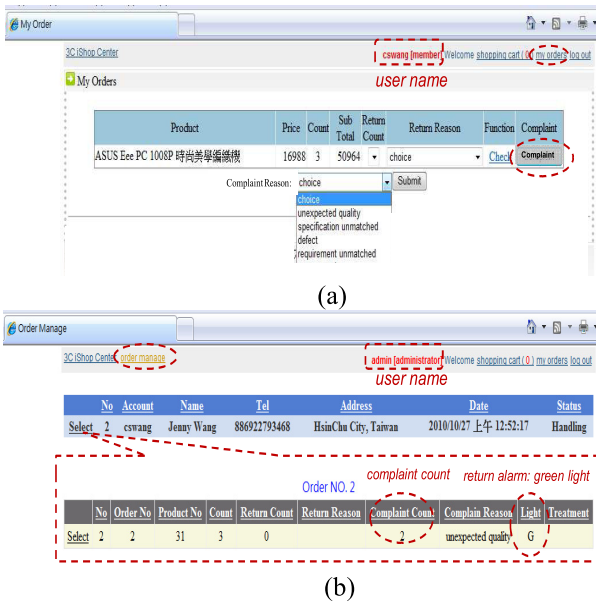 My Order
3C iShop Center cswang [member] Welcome shopping cart ( 0 ) my orders log out
user name
My Orders
Product Price Count Sub Total Return Count Return Reason Function Complaint
ASUS Eee PC 1008P 時尚美學編織機 16988 3 50964 choice Check Complaint
Complaint Reason: choice Submit
choice
unexpected quality
specification unmatched
defect
requirement unmatched
(a)
Order Manage
3C iShop Center order manage admin [administrator] Welcome shopping cart ( 0 ) my orders log out
user name
No Account Name Tel Address Date Status
Select 2 cswang Jenny Wang 886922793468 HsinChu City, Taiwan 2010/10/27 上午 12:52:17 Handling
complaint count return alarm: green light
Order NO. 2
No Order No Product No Count Return Count Return Reason Complaint Count Complain Reason Light Treatment
Select 2 2 31 3 0 2 unexpected quality G
(b)